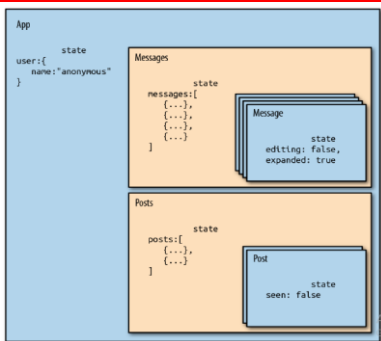 App
state
user:{
name:"anonymous"
}
Messages
state
messages:[
{...},
{...},
{...},
{...}
]
Message
state
editing: false,
expanded: true
Posts
state
posts:[
{...},
{...}
]
Post
state
seen: false